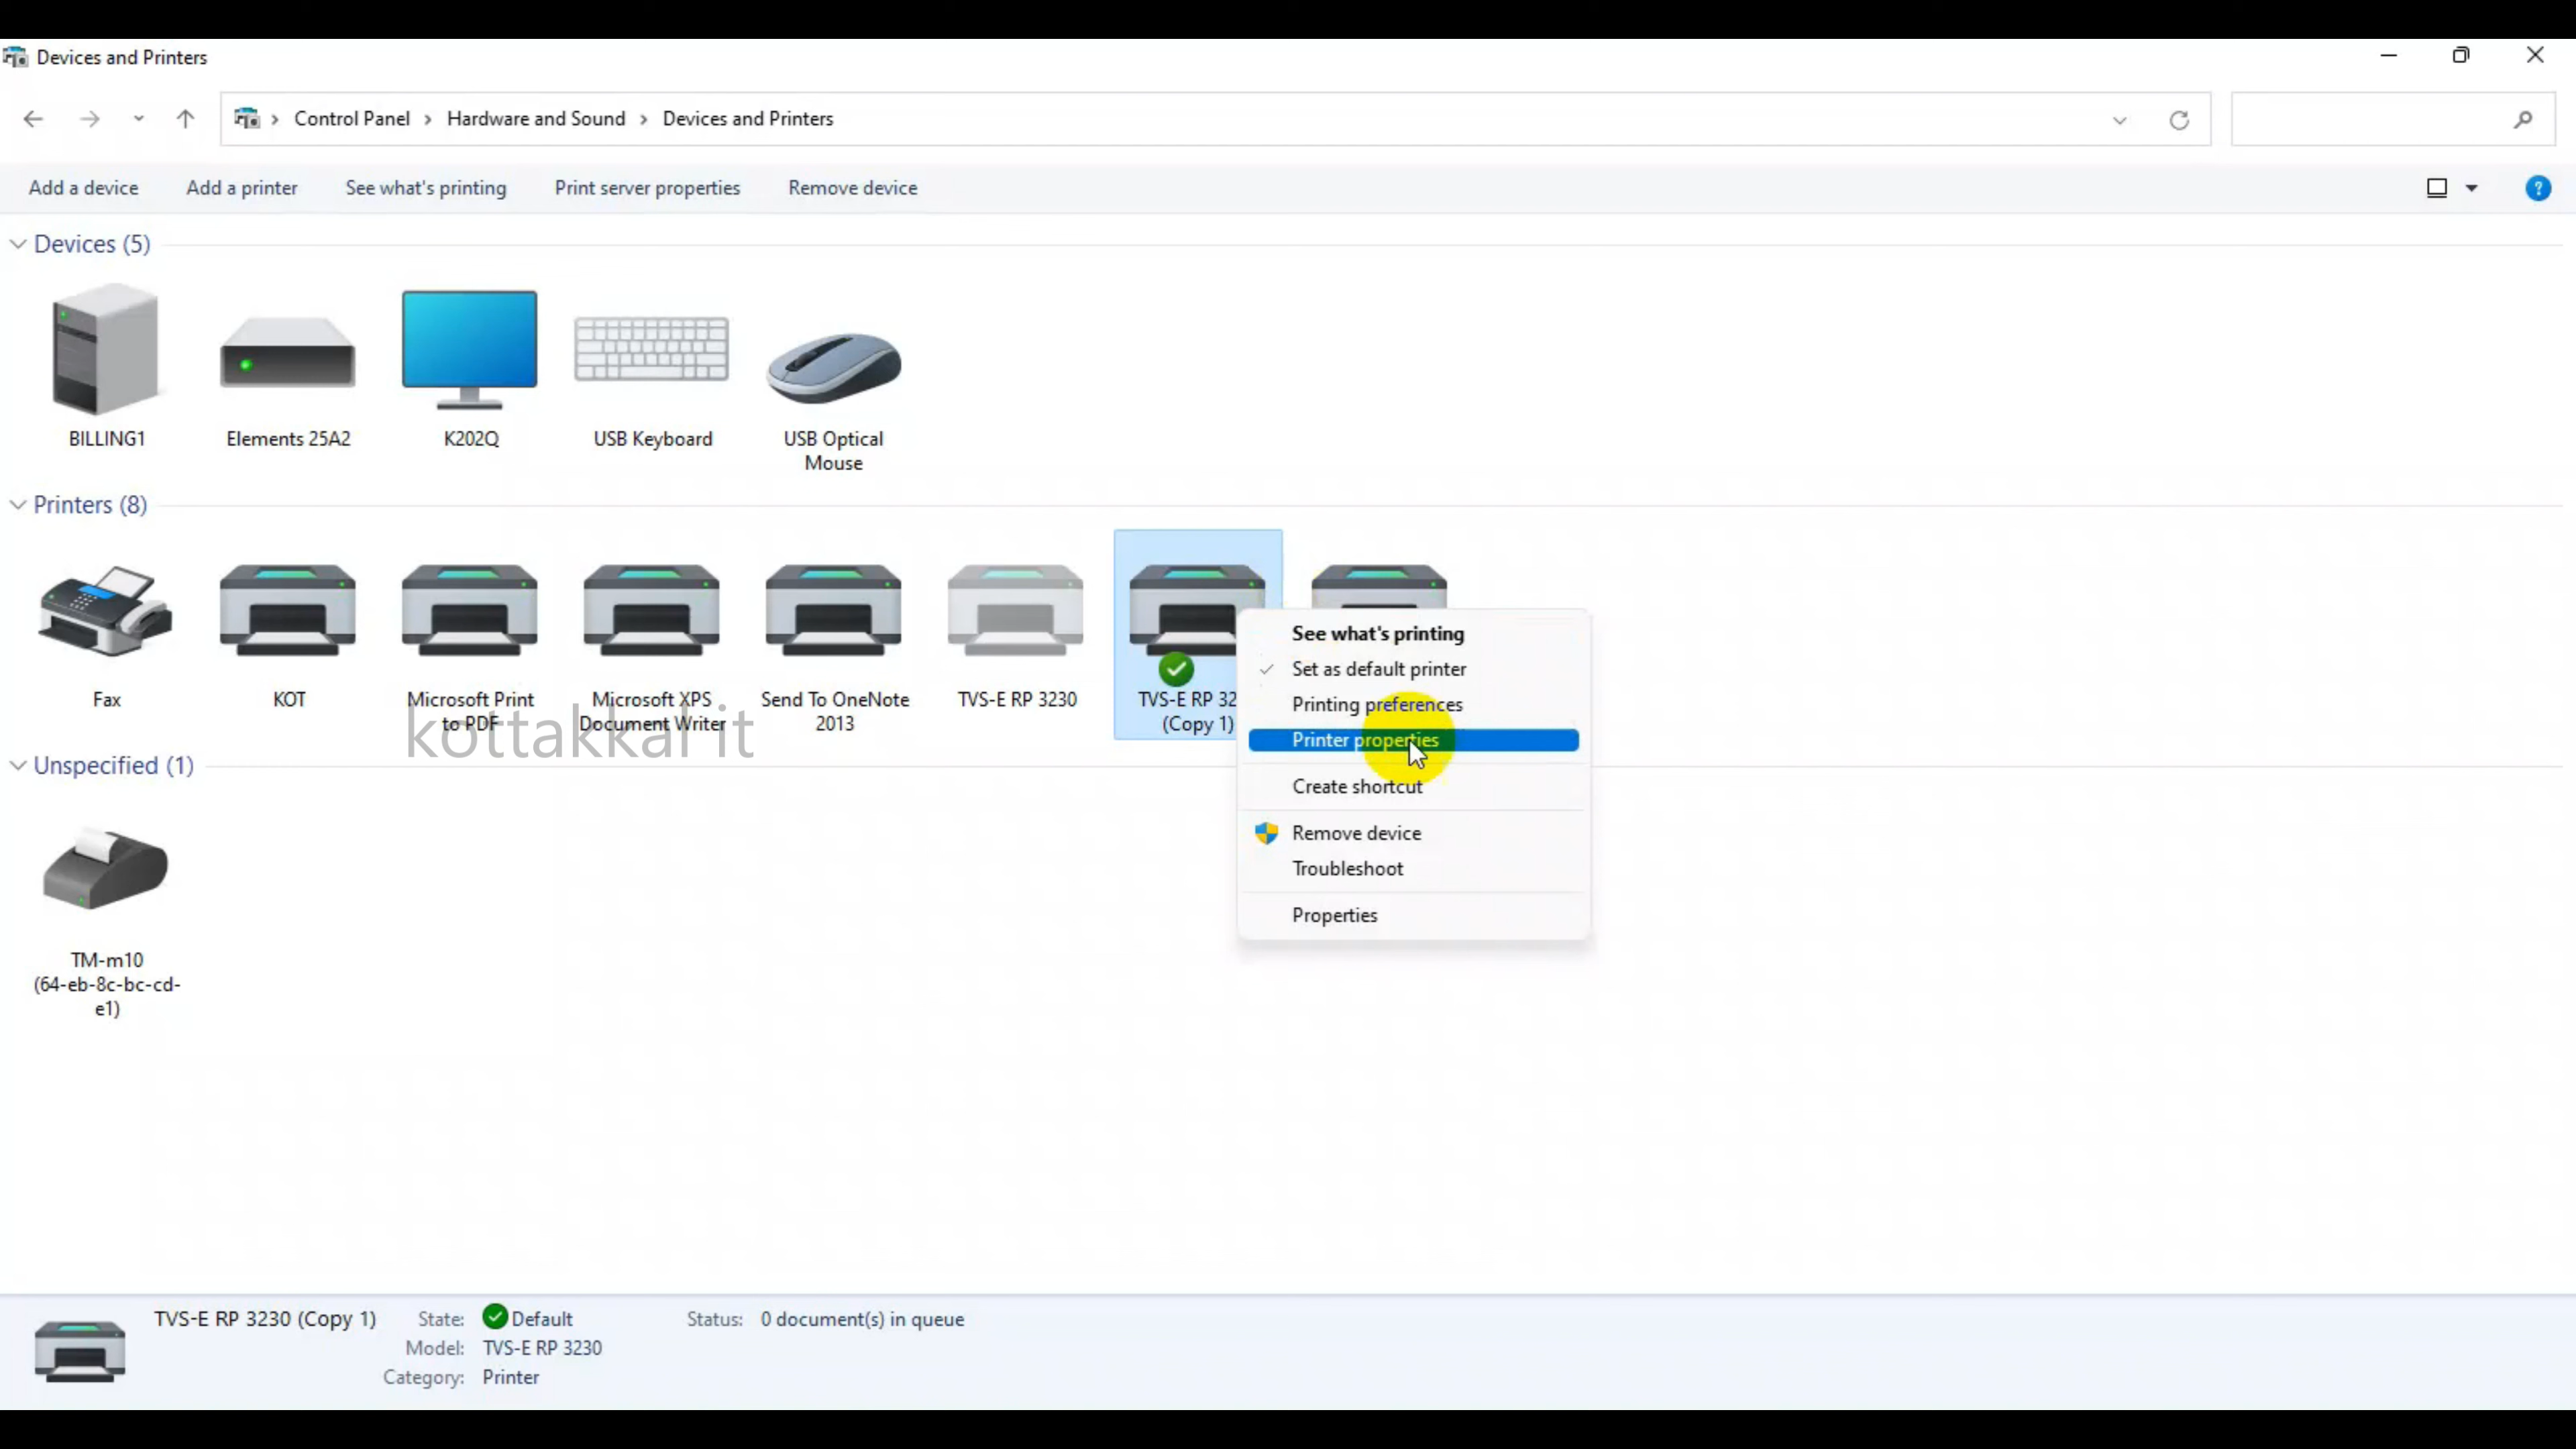 Devices and Printers
Control Panel > Hardware and Sound > Devices and Printers
Add a device Add a printer See what's printing Print server properties Remove device
?
Devices (5)
BILLING1
Elements 25A2
K202Q
USB Keyboard
USB Optical
Mouse
Printers (8)
Fax
KOT
Microsoft Print
to PDF
Microsoft XPS
Document Writer
Send To OneNote
2013
TVS-E RP 3230
TVS-E RP 32
(Copy 1)
kottakkal it
See what's printing
Set as default printer
Printing preferences
Printer properties
Create shortcut
Remove device
Troubleshoot
Properties
Unspecified (1)
TM-m10
(64-eb-8c-bc-cd-
e1)
TVS-E RP 3230 (Copy 1) State: Default Status: 0 document(s) in queue
Model: TVS-E RP 3230
Category: Printer